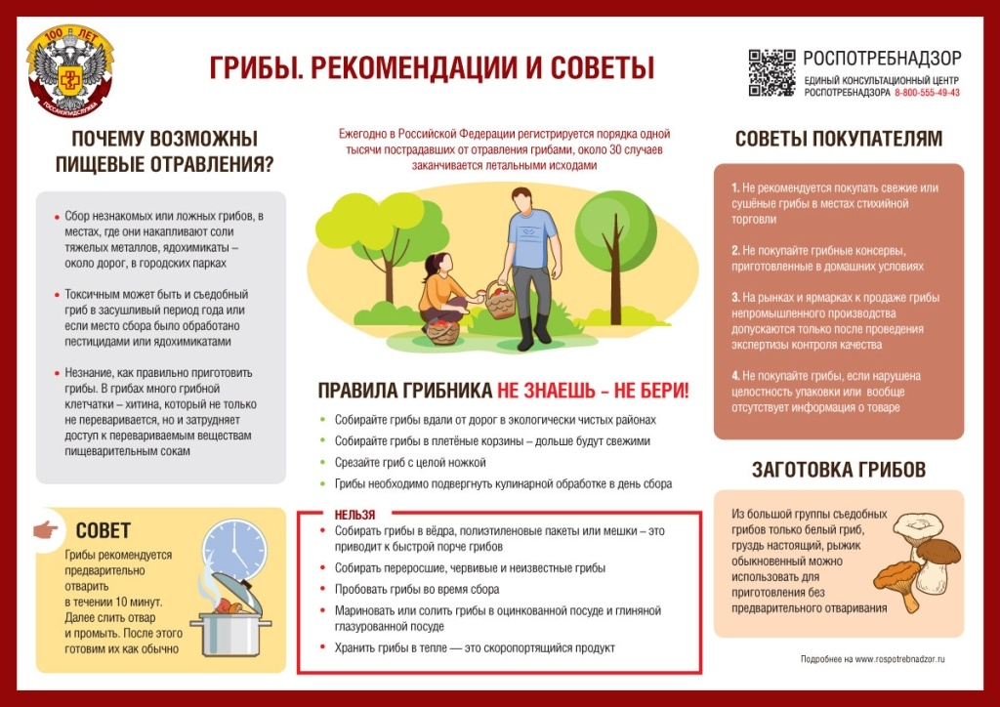 100 ЛЕТ
ГОССАНЭПИДСЛУЖБА
ГРИБЫ. РЕКОМЕНДАЦИИ И СОВЕТЫ
РОСПОТРЕБНАДЗОР
ЕДИНЫЙ КОНСУЛЬТАЦИОННЫЙ ЦЕНТР
РОСПОТРЕБНАДЗОРА 8-800-555-49-43
ПОЧЕМУ ВОЗМОЖНЫ
ПИЩЕВЫЕ ОТРАВЛЕНИЯ?
• Сбор незнакомых или ложных грибов, в
местах, где они накапливают соли
тяжелых металлов, ядохимикаты –
около дорог, в городских парках
• Токсичным может быть и съедобный
гриб в засушливый период года или
если место сбора было обработано
пестицидами или ядохимикатами
• Незнание, как правильно приготовить
грибы. В грибах много грибной
клетчатки – хитина, который не только
не переваривается, но и затрудняет
доступ к перевариваемым веществам
пищеварительным сокам
СОВЕТ
Грибы рекомендуется
предварительно
отварить
в течении 10 минут.
Далее слить отвар
и промыть. После этого
готовим их как обычно
Ежегодно в Российской Федерации регистрируется порядка одной
тысячи пострадавших от отравления грибами, около 30 случаев
заканчивается летальными исходами
ПРАВИЛА ГРИБНИКА НЕ ЗНАЕШЬ - НЕ БЕРИ!
• Собирайте грибы вдали от дорог в экологически чистых районах
• Собирайте грибы в плетёные корзины – дольше будут свежими
• Срезайте гриб с целой ножкой
• Грибы необходимо подвергнуть кулинарной обработке в день сбора
НЕЛЬЗЯ
• Собирать грибы в вёдра, полиэтиленовые пакеты или мешки – это
приводит к быстрой порче грибов
• Собирать переросшие, червивые и неизвестные грибы
• Пробовать грибы во время сбора
• Мариновать или солить грибы в оцинкованной посуде и глиняной
глазурованной посуде
• Хранить грибы в тепле — это скоропортящийся продукт
СОВЕТЫ ПОКУПАТЕЛЯМ
1. Не рекомендуется покупать свежие или
сушёные грибы в местах стихийной
торговли
2. Не покупайте грибные консервы,
приготовленные в домашних условиях
3. На рынках и ярмарках к продаже грибы
непромышленного производства
допускаются только после проведения
экспертизы контроля качества
4. Не покупайте грибы, если нарушена
целостность упаковки или вообще
отсутствует информация о товаре
ЗАГОТОВКА ГРИБОВ
Из большой группы съедобных
грибов только белый гриб,
груздь настоящий, рыжик
обыкновенный можно
использовать для
приготовления без
предварительного отваривания
Подробнее на www.rospotrebnadzor.ru